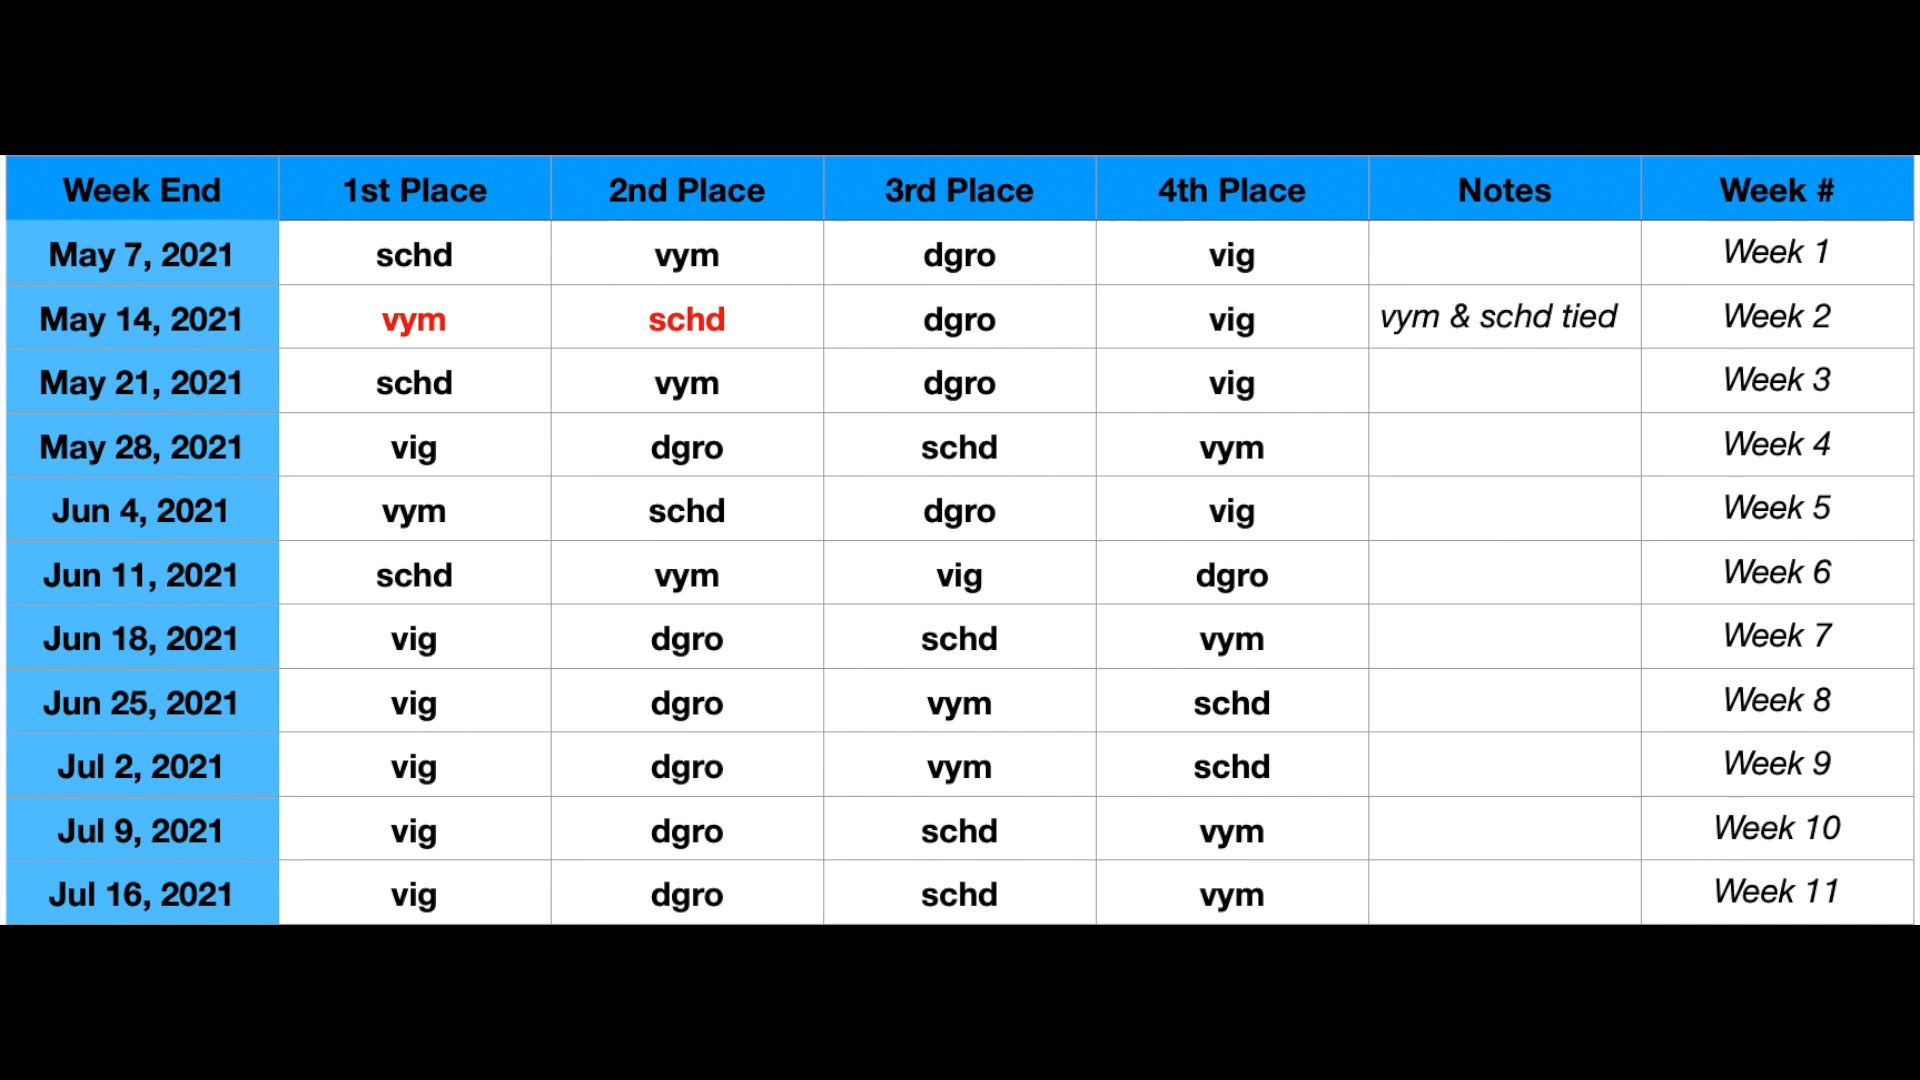 Week End 1st Place 2nd Place 3rd Place 4th Place Notes Week #
May 7, 2021 schd vym dgro vig Week 1
May 14, 2021 vym schd dgro vig vym & schd tied Week 2
May 21, 2021 schd vym dgro vig Week 3
May 28, 2021 vig dgro schd vym Week 4
Jun 4, 2021 vym schd dgro vig Week 5
Jun 11, 2021 schd vym vig dgro Week 6
Jun 18, 2021 vig dgro schd vym Week 7
Jun 25, 2021 vig dgro vym schd Week 8
Jul 2, 2021 vig dgro vym schd Week 9
Jul 9, 2021 vig dgro schd vym Week 10
Jul 16, 2021 vig dgro schd vym Week 11